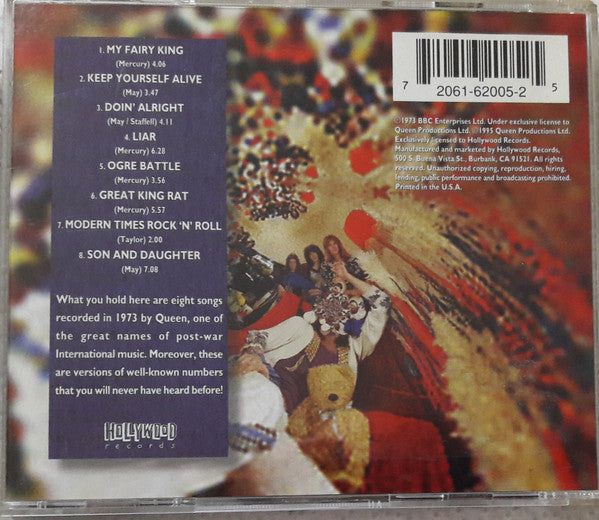 1. MY FAIRY KING
(Mercury) 4.06
2. KEEP YOURSELF ALIVE
(May) 3.47
3. DOIN' ALRIGHT
(May / Staffell) 4.11
4. LIAR
(Mercury) 6.28
5. OGRE BATTLE
(Mercury) 3.56
6. GREAT KING RAT
(Mercury) 5.57
7. MODERN TIMES ROCK 'N' ROLL
(Taylor) 2.00
8. SON AND DAUGHTER
(May) 7.08
What you hold here are eight songs
recorded in 1973 by Queen, one of
the great names of post-war
International music. Moreover, these
are versions of well-known numbers
that you will never have heard before!
HOLLYWOOD
records
7 2061-62005-2 5
℗1973 BBC Enterprises Ltd. Under exclusive license to
Queen Productions Ltd. ©1995 Queen Productions Ltd.
Exclusively licensed to Hollywood Records.
Manufactured and marketed by Hollywood Records,
500 S. Buena Vista St., Burbank, CA 91521. All rights
reserved. Unauthorized copying, reproduction, hiring,
lending, public performance and broadcasting prohibited.
Printed in the U.S.A.